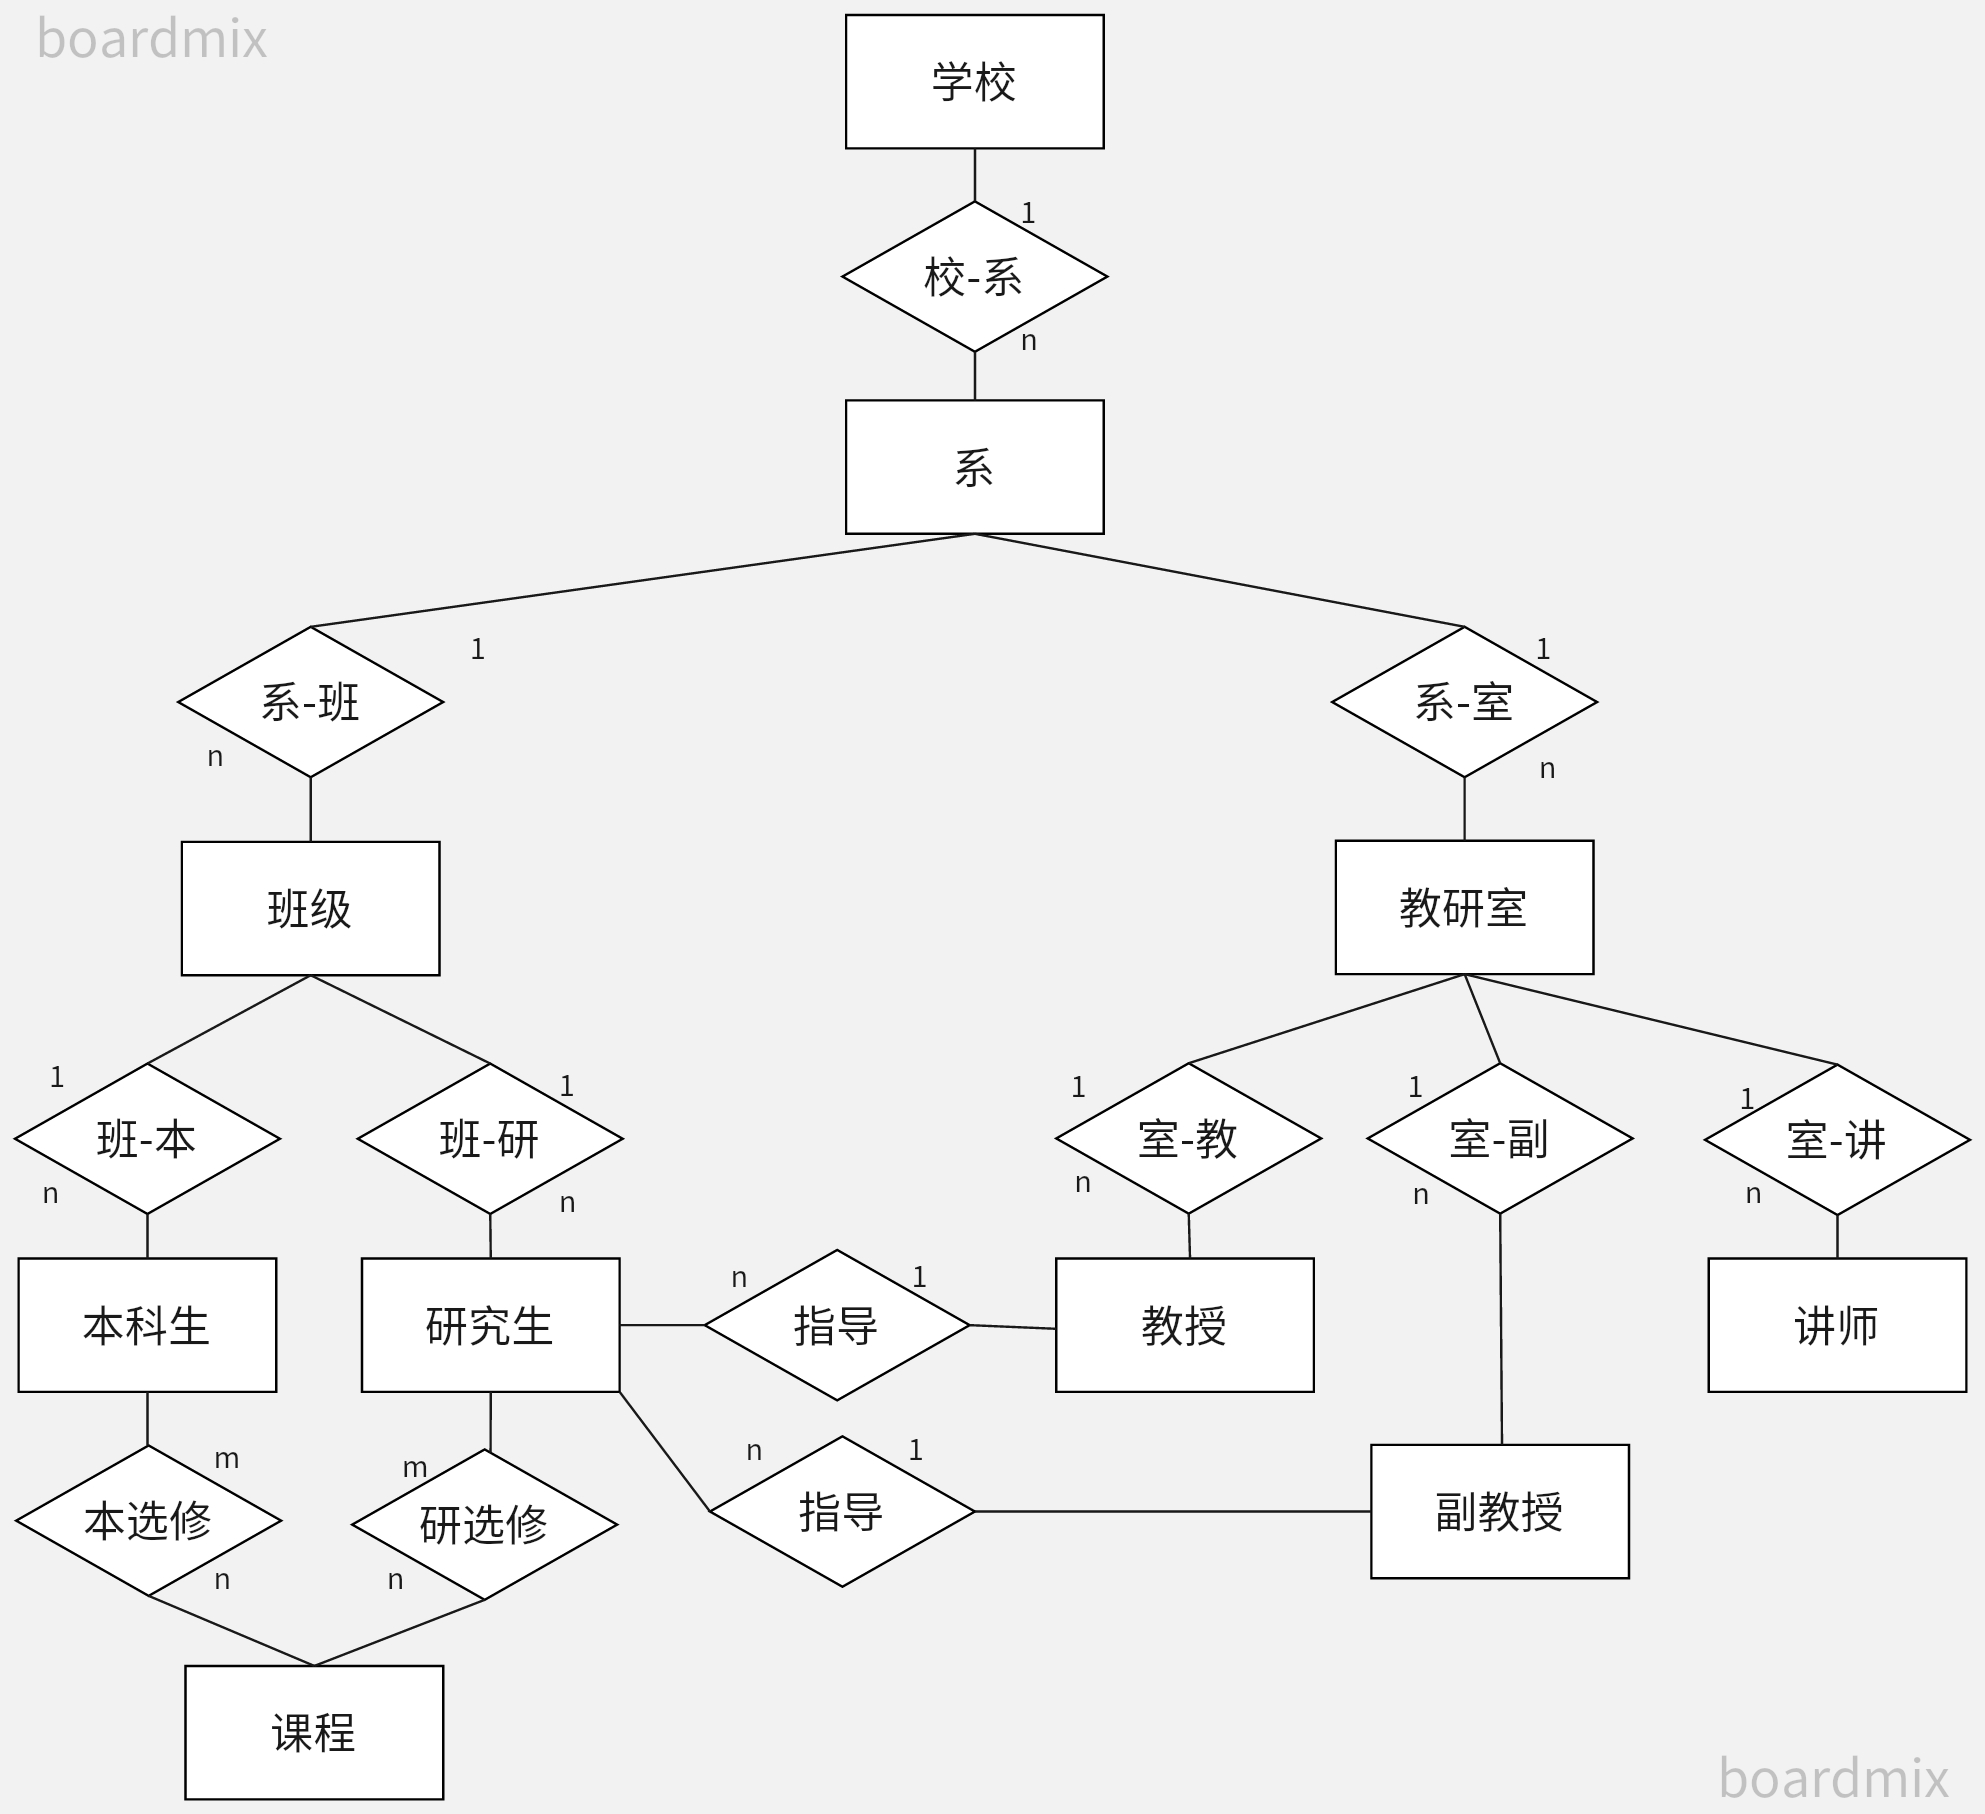 boardmix
学校
1
校-系
n
系
1
1
系-班
系-室
n
n
班级
教研室
1
1
1
1
1
班-本
班-研
室-教
室-副
室-讲
n
n
n
n
n
n
1
本科生
研究生
指导
教授
讲师
m
m
n
1
本选修
研选修
指导
副教授
n
n
课程
boardmix